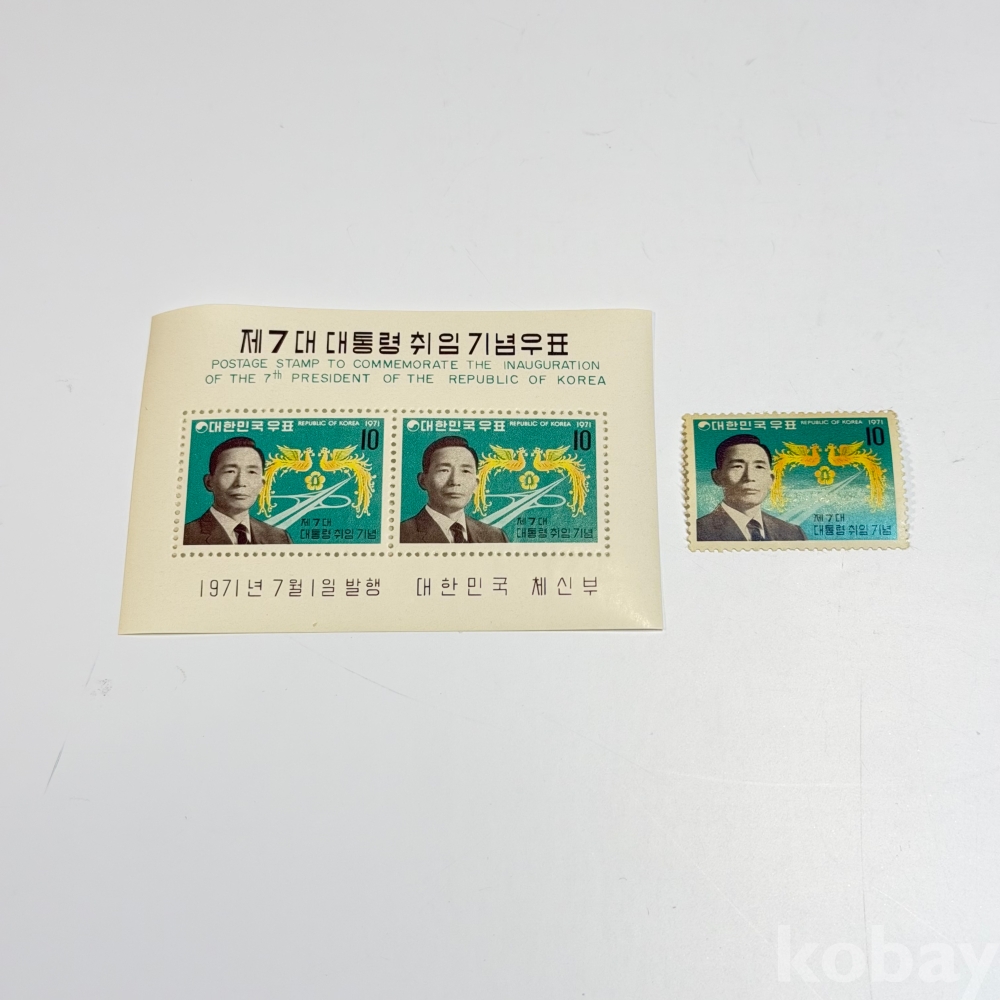 제7대 대통령 취임 기념우표
POSTAGE STAMP TO COMMEMORATE THE INAUGURATION
OF THE 7th PRESIDENT OF THE REPUBLIC OF KOREA
대한민국우표 REPUBLIC OF KOREA 1971
10
제7대
대통령 취임 기념
대한민국우표 REPUBLIC OF KOREA 1971
10
제7대
대통령 취임 기념
1971년 7월 1일 발행 대한민국 체신부
대한민국우표 REPUBLIC OF KOREA 1971
10
제7대
대통령 취임 기념
kobay